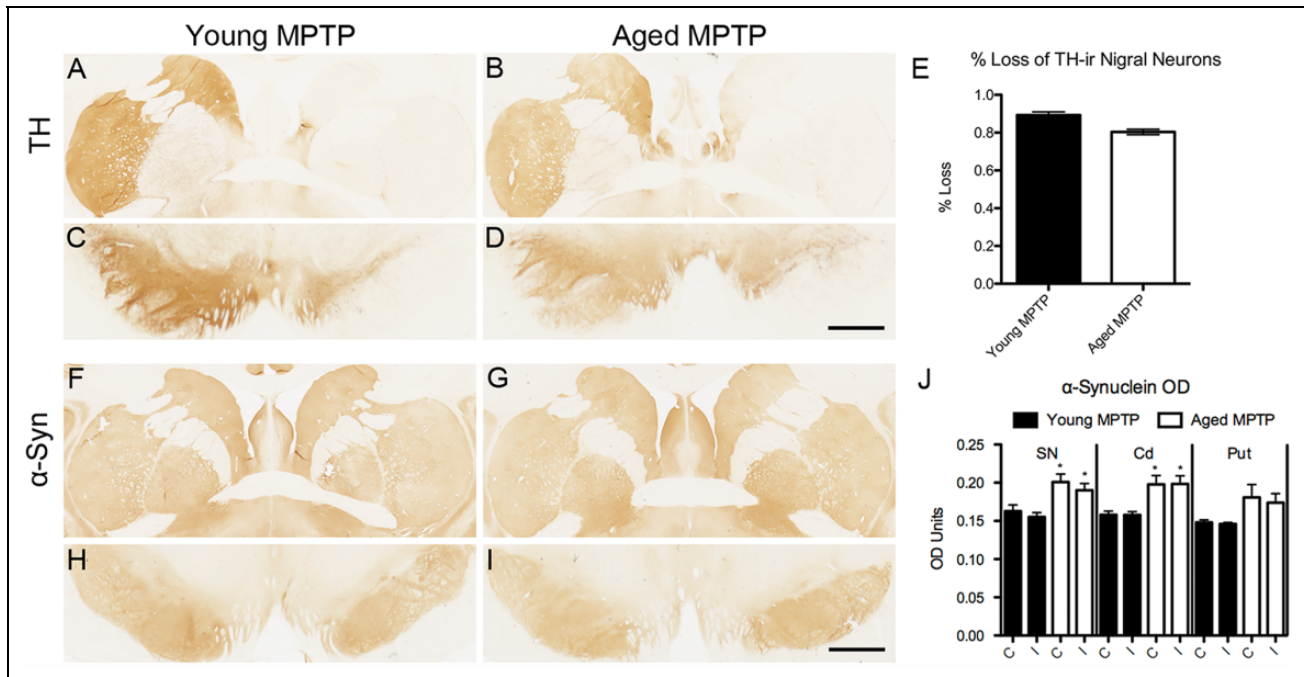 Young MPTP
Aged MPTP
TH
A
B
C
D
E
% Loss of TH-ir Nigral Neurons
% Loss
1.0
0.8
0.6
0.4
0.2
0.0
Young MPTP
Aged MPTP
α-Syn
F
G
H
I
J
α-Synuclein OD
Young MPTP Aged MPTP
SN Cd Put
* * * *
OD Units
0.25
0.20
0.15
0.10
0.05
0.00
C I C I C I C I C I C I